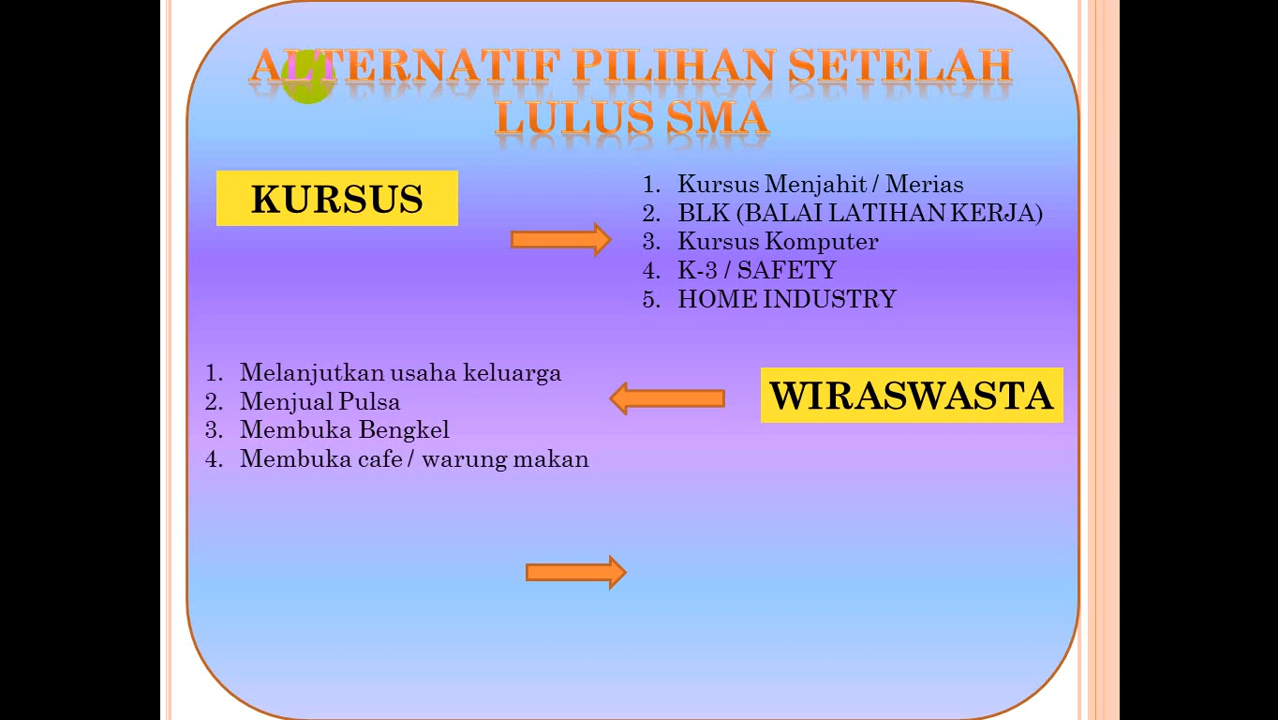 ALTERNATIF PILIHAN SETELAH
LULUS SMA
KURSUS
1. Kursus Menjahit / Merias
2. BLK (BALAI LATIHAN KERJA)
3. Kursus Komputer
4. K-3 / SAFETY
5. HOME INDUSTRY
1. Melanjutkan usaha keluarga
2. Menjual Pulsa
3. Membuka Bengkel
4. Membuka cafe / warung makan
WIRASWASTA